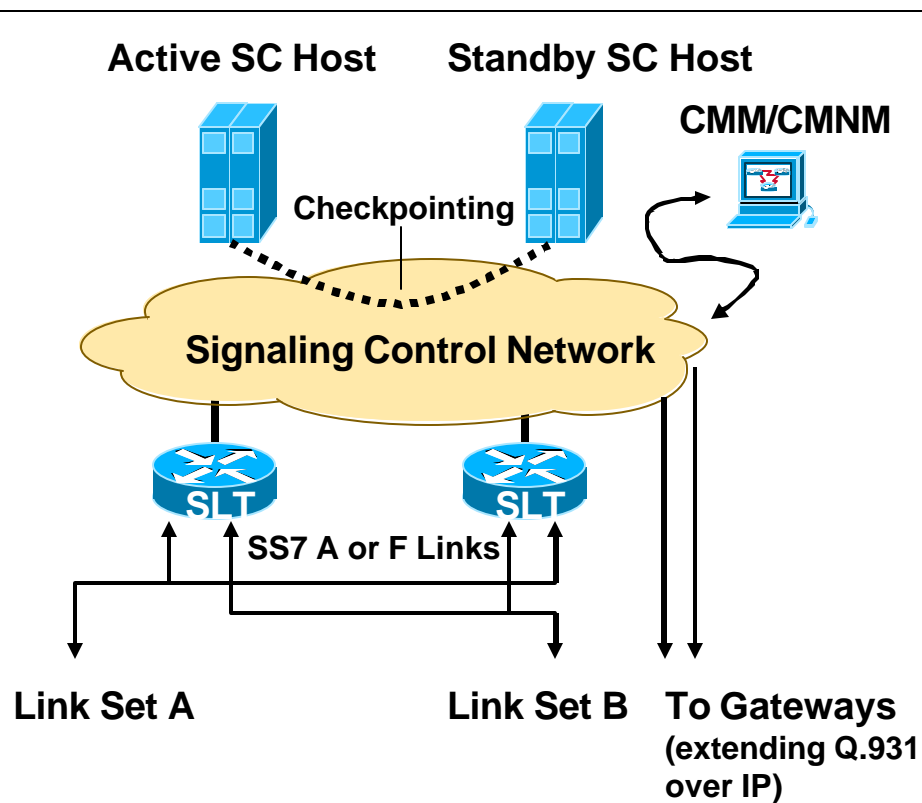 Active SC Host
Standby SC Host
CMM/CMNM
Checkpointing
Signaling Control Network
SLT
SLT
SS7 A or F Links
Link Set A
Link Set B
To Gateways
(extending Q.931
over IP)